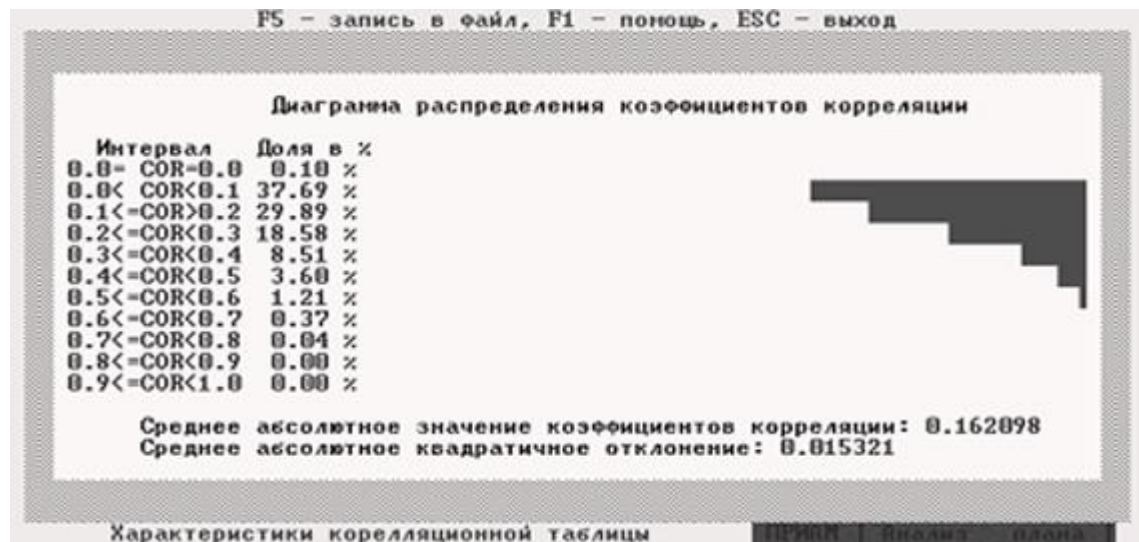 F5 - запись в файл, F1 - помощь, ESC - выход
Диаграмма распределения коэффициентов корреляции
Интервал Доля в %
0.0= COR=0.0 0.10 %
0.0< COR<0.1 37.69 %
0.1<=COR>0.2 29.89 %
0.2<=COR<0.3 18.58 %
0.3<=COR<0.4 8.51 %
0.4<=COR<0.5 3.60 %
0.5<=COR<0.6 1.21 %
0.6<=COR<0.7 0.37 %
0.7<=COR<0.8 0.04 %
0.8<=COR<0.9 0.00 %
0.9<=COR<1.0 0.00 %
Среднее абсолютное значение коэффициентов корреляции: 0.162098
Среднее абсолютное квадратичное отклонение: 0.015321
Характеристики корелляционной таблицы ПРИАМ [ Анализ плана ]